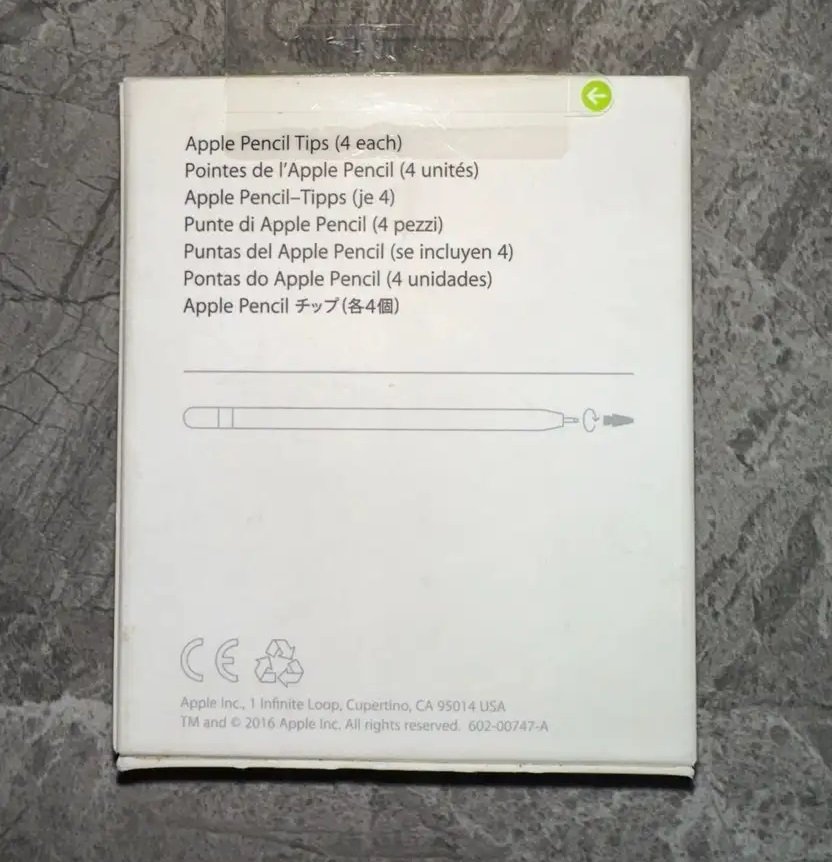 Apple Pencil Tips (4 each)
Pointes de l’Apple Pencil (4 unités)
Apple Pencil–Tipps (je 4)
Punte di Apple Pencil (4 pezzi)
Puntas del Apple Pencil (se incluyen 4)
Pontas do Apple Pencil (4 unidades)
Apple Pencil チップ(各4個)
CE
Apple Inc., 1 Infinite Loop, Cupertino, CA 95014 USA
TM and © 2016 Apple Inc. All rights reserved. 602-00747-A